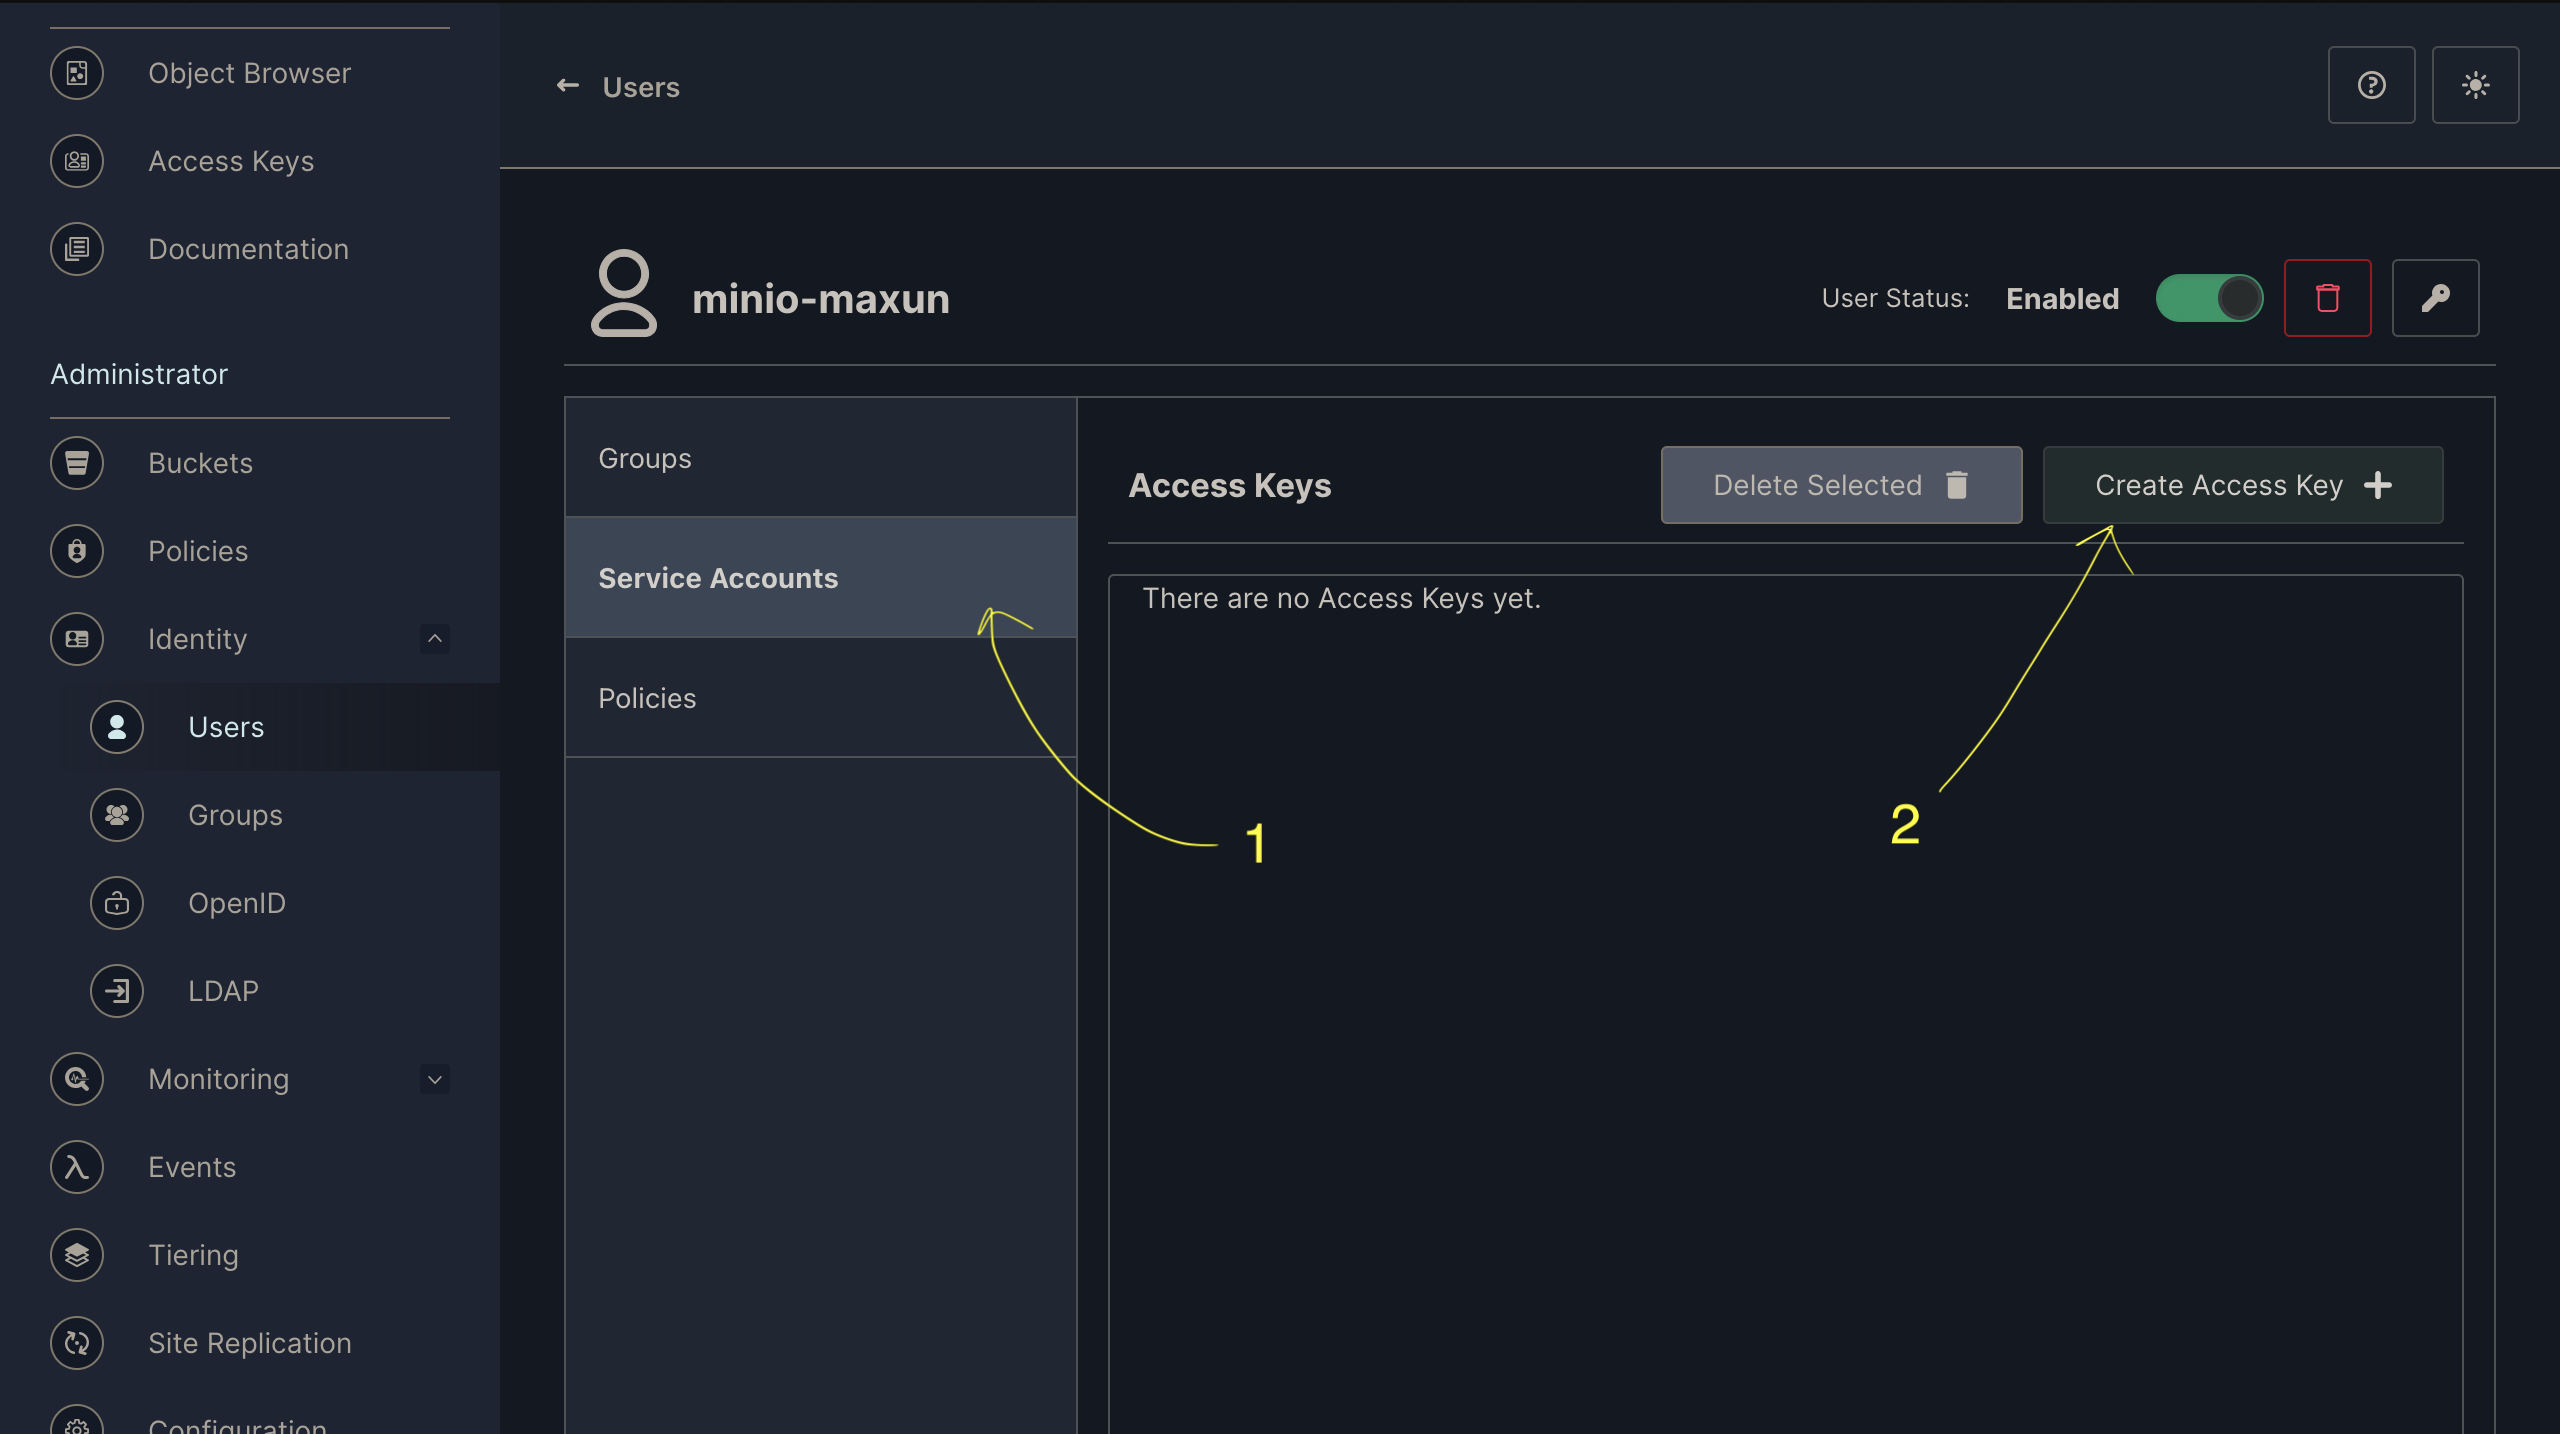 Object Browser
Access Keys
Documentation
Administrator
Buckets
Policies
Identity
Users
Groups
OpenID
LDAP
Monitoring
Events
Tiering
Site Replication
Configuration
Users
minio-maxun
User Status: Enabled
Groups
Service Accounts
Policies
Access Keys
Delete Selected
Create Access Key
There are no Access Keys yet.
1
2